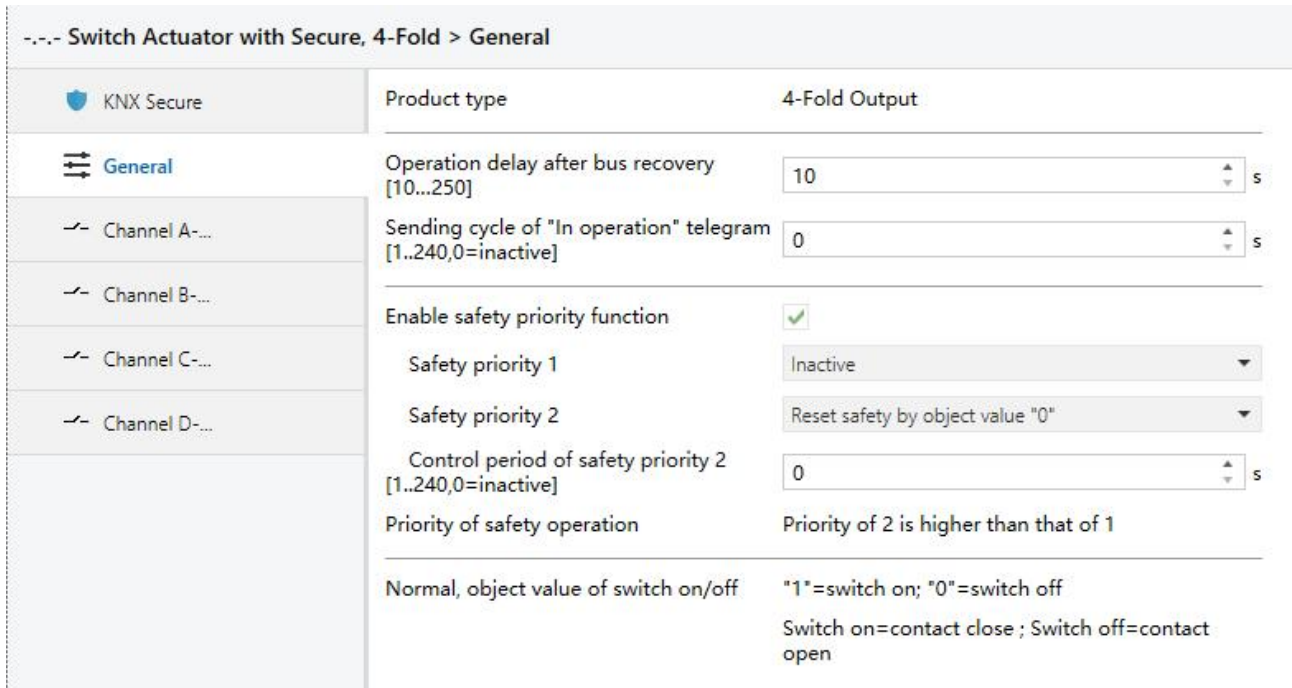 -.-.- Switch Actuator with Secure, 4-Fold > General
KNX Secure
General
Channel A-...
Channel B-...
Channel C-...
Channel D-...
Product type 4-Fold Output
Operation delay after bus recovery
[10...250] 10 s
Sending cycle of "In operation" telegram
[1..240,0=inactive] 0 s
Enable safety priority function
Safety priority 1 Inactive
Safety priority 2 Reset safety by object value "0"
Control period of safety priority 2
[1..240,0=inactive] 0 s
Priority of safety operation Priority of 2 is higher than that of 1
Normal, object value of switch on/off "1"=switch on; "0"=switch off
Switch on=contact close ; Switch off=contact
open